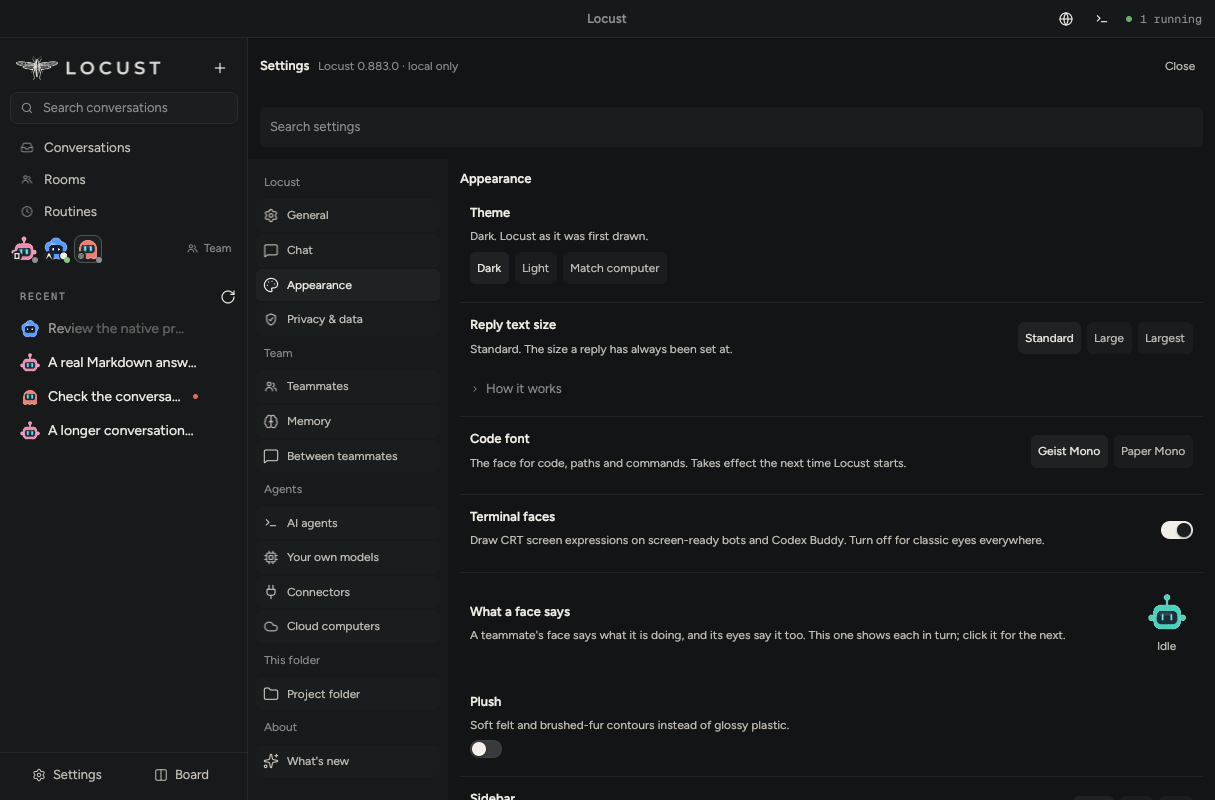 Locust
1 running
LOCUST
Search conversations
Conversations
Rooms
Routines
Team
RECENT
Review the native pr...
A real Markdown answ...
Check the conversa...
A longer conversation...
Settings
Board
Settings Locust 0.883.0 · local only
Close
Search settings
Locust
General
Chat
Appearance
Privacy & data
Team
Teammates
Memory
Between teammates
Agents
AI agents
Your own models
Connectors
Cloud computers
This folder
Project folder
About
What's new
Appearance
Theme
Dark. Locust as it was first drawn.
Dark Light Match computer
Reply text size
Standard. The size a reply has always been set at.
Standard Large Largest
How it works
Code font
The face for code, paths and commands. Takes effect the next time Locust starts.
Geist Mono Paper Mono
Terminal faces
Draw CRT screen expressions on screen-ready bots and Codex Buddy. Turn off for classic eyes everywhere.
What a face says
A teammate's face says what it is doing, and its eyes say it too. This one shows each in turn; click it for the next.
Idle
Plush
Soft felt and brushed-fur contours instead of glossy plastic.
Sidebar